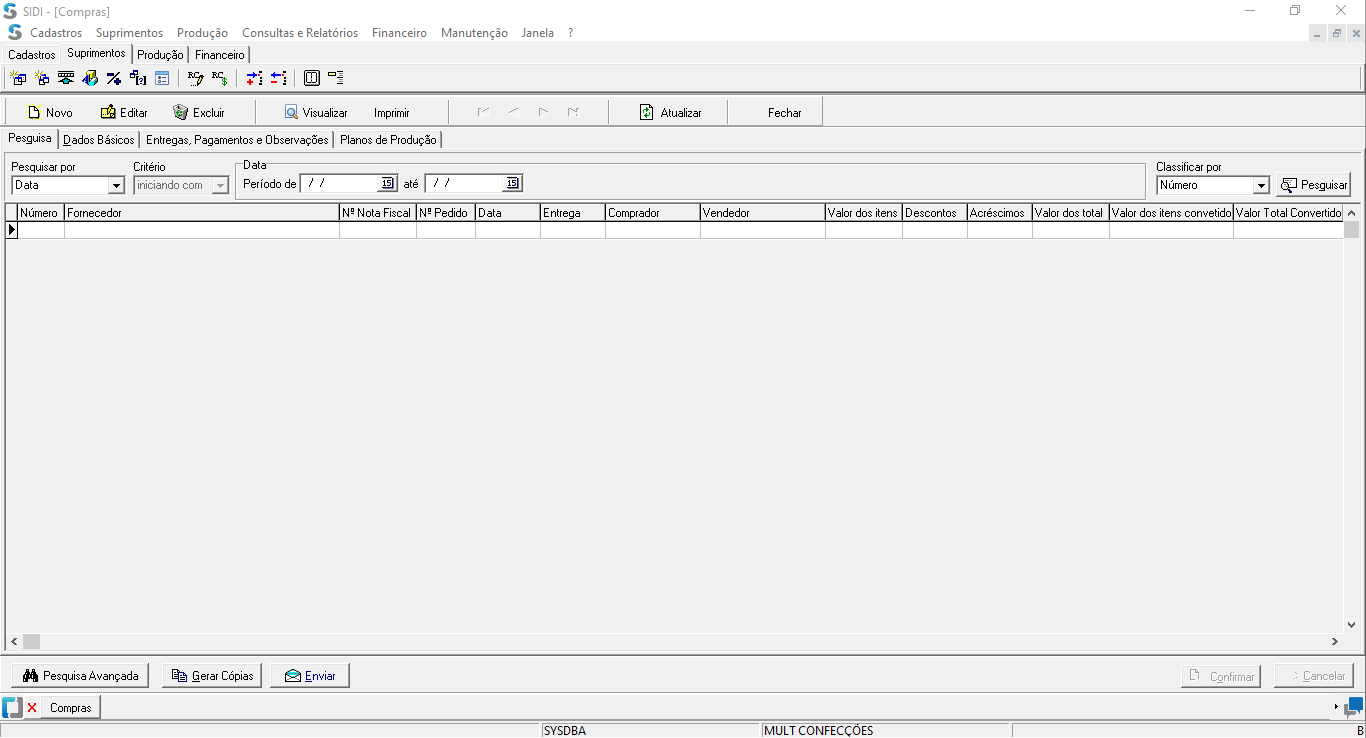 SIDI - [Compras]
Cadastros Suprimentos Produção Consultas e Relatórios Financeiro Manutenção Janela ?
Cadastros Suprimentos Produção Financeiro
Novo Editar Excluir Visualizar Imprimir Atualizar Fechar
Pesquisa Dados Básicos Entregas, Pagamentos e Observações Planos de Produção
Pesquisar por Critério Data Classificar por
Data iniciando com Período de / / 15 até / / 15 Número Pesquisar
Número Fornecedor Nº Nota Fiscal Nº Pedido Data Entrega Comprador Vendedor Valor dos itens Descontos Acréscimos Valor dos total Valor dos itens convetido Valor Total Convertido
Pesquisa Avançada Gerar Cópias Enviar Confirmar Cancelar
Compras
SYSDBA MULT CONFECÇÕES B